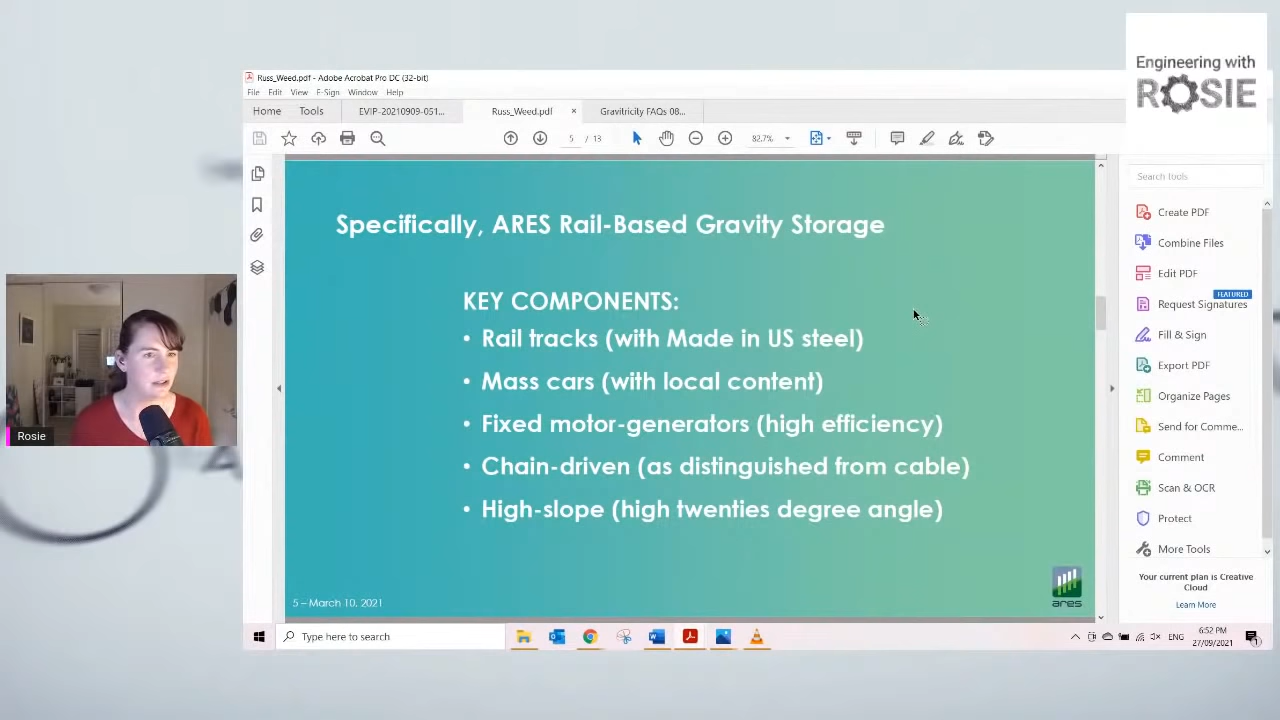 Engineering with
ROSIE
Russ_Weed.pdf - Adobe Acrobat Pro DC (32-bit)
File Edit View E-Sign Window Help
Home Tools EVIP-20210909-051... Russ_Weed.pdf × Gravitricity FAQs 08...
5 / 13 82.7%
Search tools
Specifically, ARES Rail-Based Gravity Storage
KEY COMPONENTS:
• Rail tracks (with Made in US steel)
• Mass cars (with local content)
• Fixed motor-generators (high efficiency)
• Chain-driven (as distinguished from cable)
• High-slope (high twenties degree angle)
5 – March 10, 2021
ares
Create PDF
Combine Files
Edit PDF
FEATURED
Request Signatures
Fill & Sign
Export PDF
Organize Pages
Send for Comme...
Comment
Scan & OCR
Protect
More Tools
Your current plan is Creative
Cloud
Learn More
Rosie
Type here to search
ENG
6:52 PM
27/09/2021